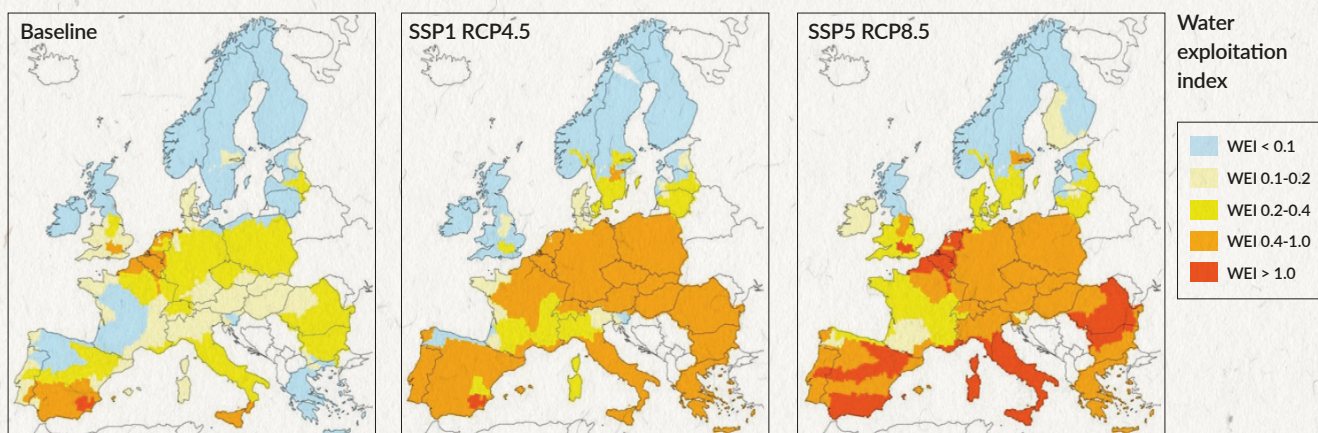 Baseline
SSP1 RCP4.5
SSP5 RCP8.5
Water
exploitation
index
WEI < 0.1
WEI 0.1-0.2
WEI 0.2-0.4
WEI 0.4-1.0
WEI > 1.0